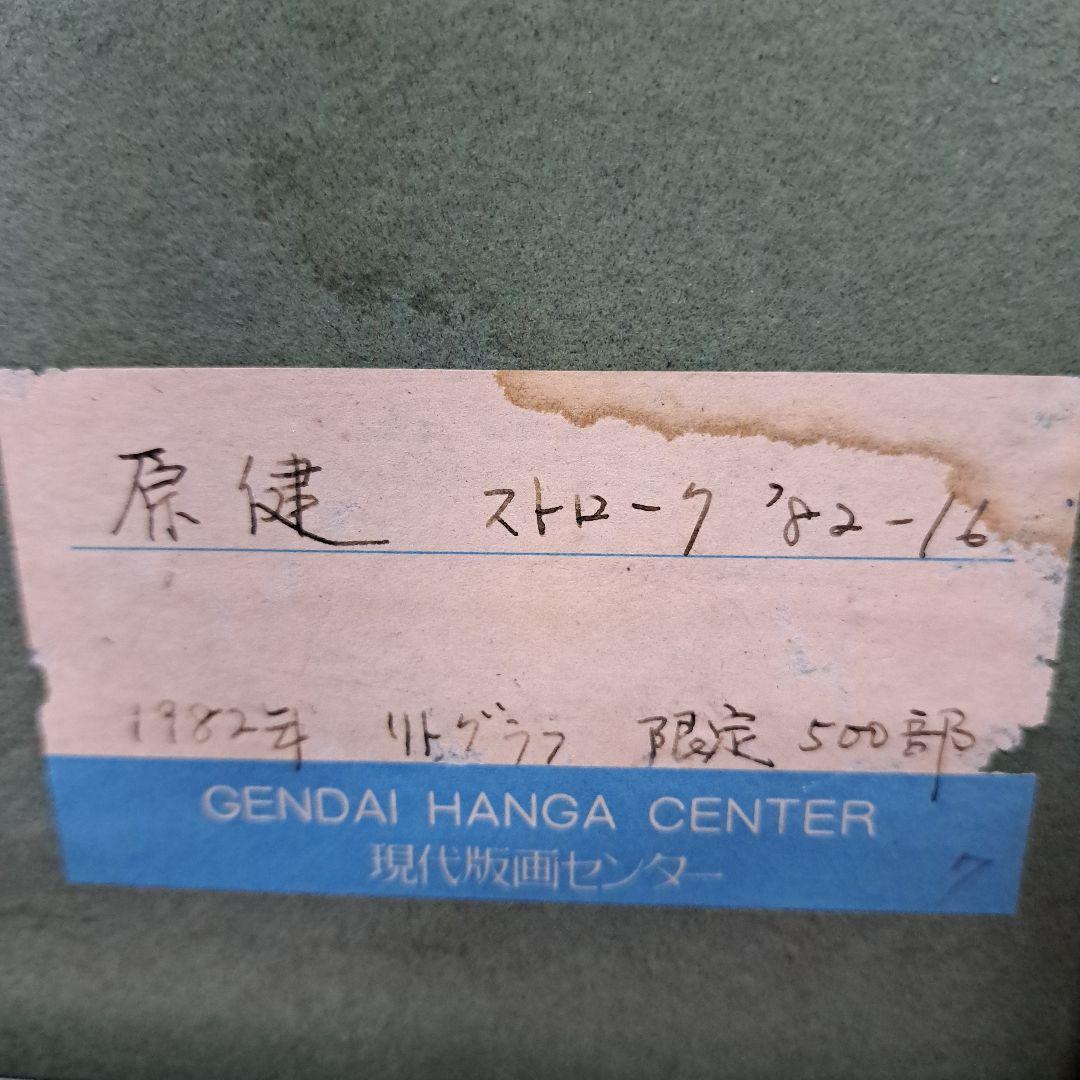 原健 ストローク '82-16
1982年 リトグラフ 限定 500部
GENDAI HANGA CENTER
現代版画センター
7